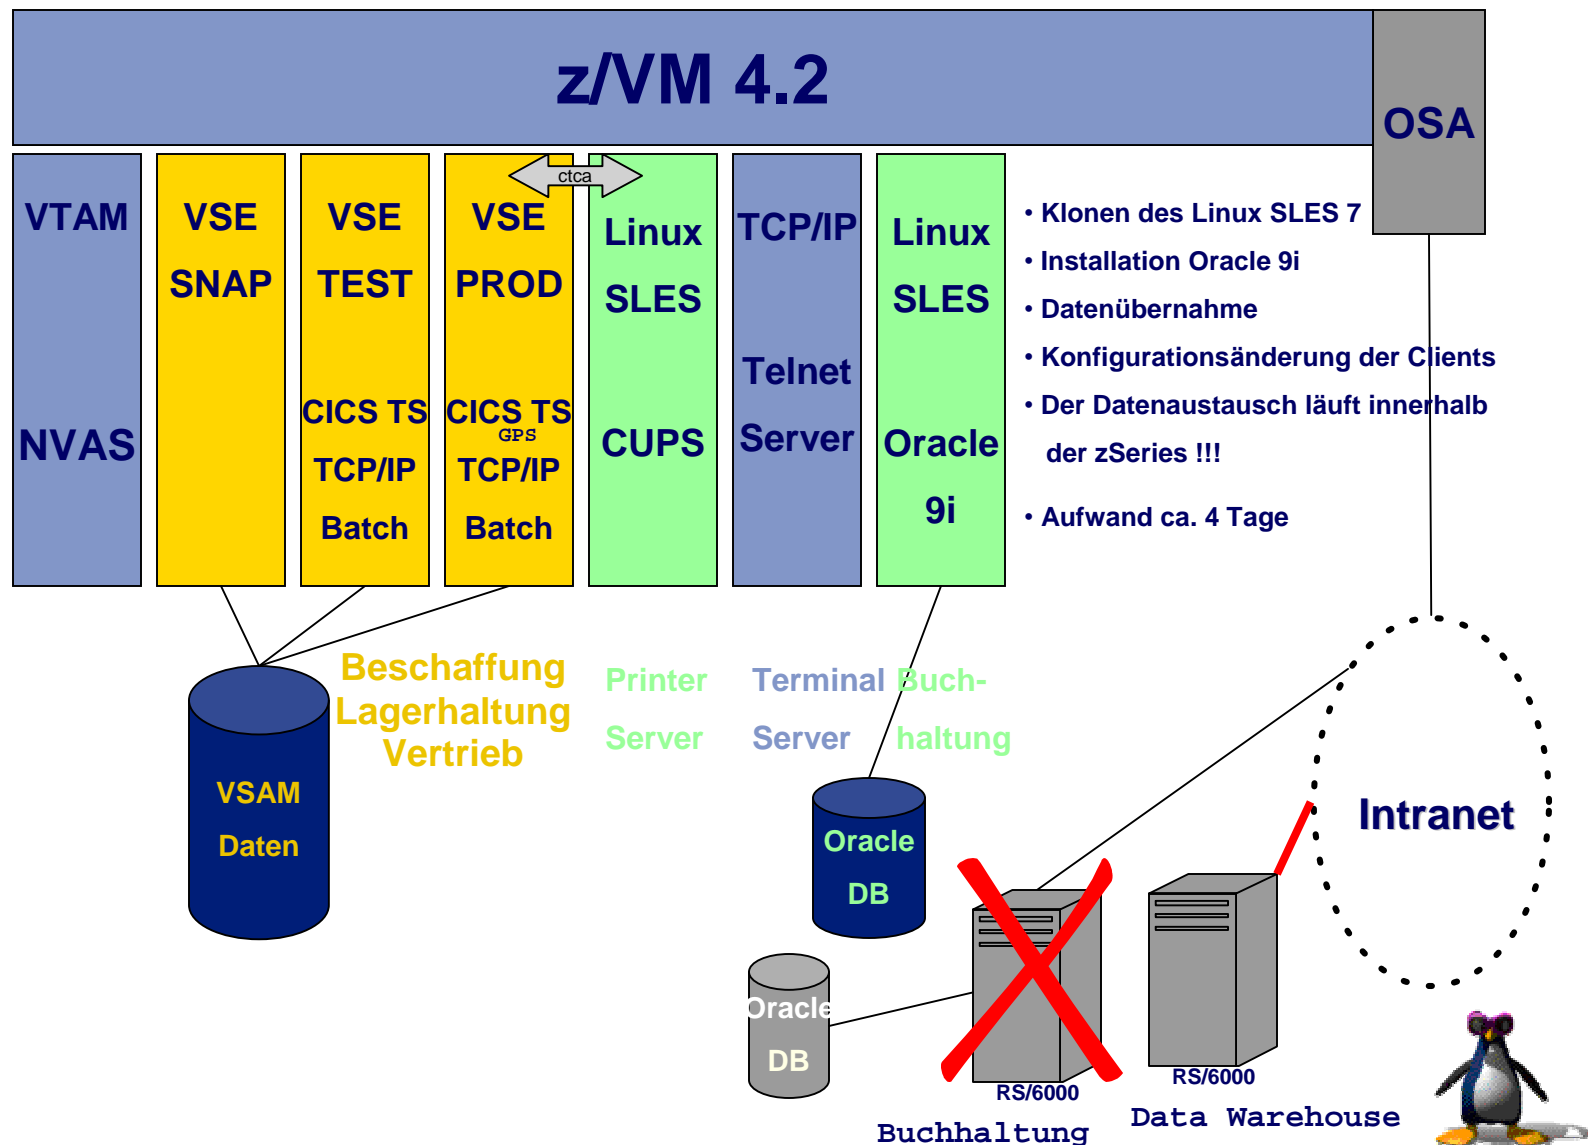 z/VM 4.2
OSA
VTAM
NVAS
VSE
SNAP
VSE
TEST
CICS TS
TCP/IP
Batch
VSE
PROD
CICS TS
GPS
TCP/IP
Batch
ctca
Linux
SLES
CUPS
TCP/IP
Telnet
Server
Linux
SLES
Oracle
9i
• Klonen des Linux SLES 7
• Installation Oracle 9i
• Datenübernahme
• Konfigurationsänderung der Clients
• Der Datenaustausch läuft innerhalb
der zSeries !!!
• Aufwand ca. 4 Tage
Beschaffung
Lagerhaltung
Vertrieb
Printer
Server
Terminal
Server
Buch-
haltung
VSAM
Daten
Oracle
DB
Intranet
Oracle
DB
RS/6000
Buchhaltung
RS/6000
Data Warehouse